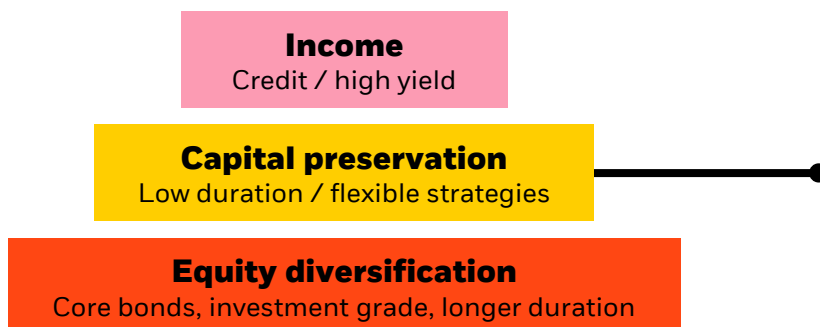 Income
Credit / high yield
Capital preservation
Low duration / flexible strategies
Equity diversification
Core bonds, investment grade, longer duration